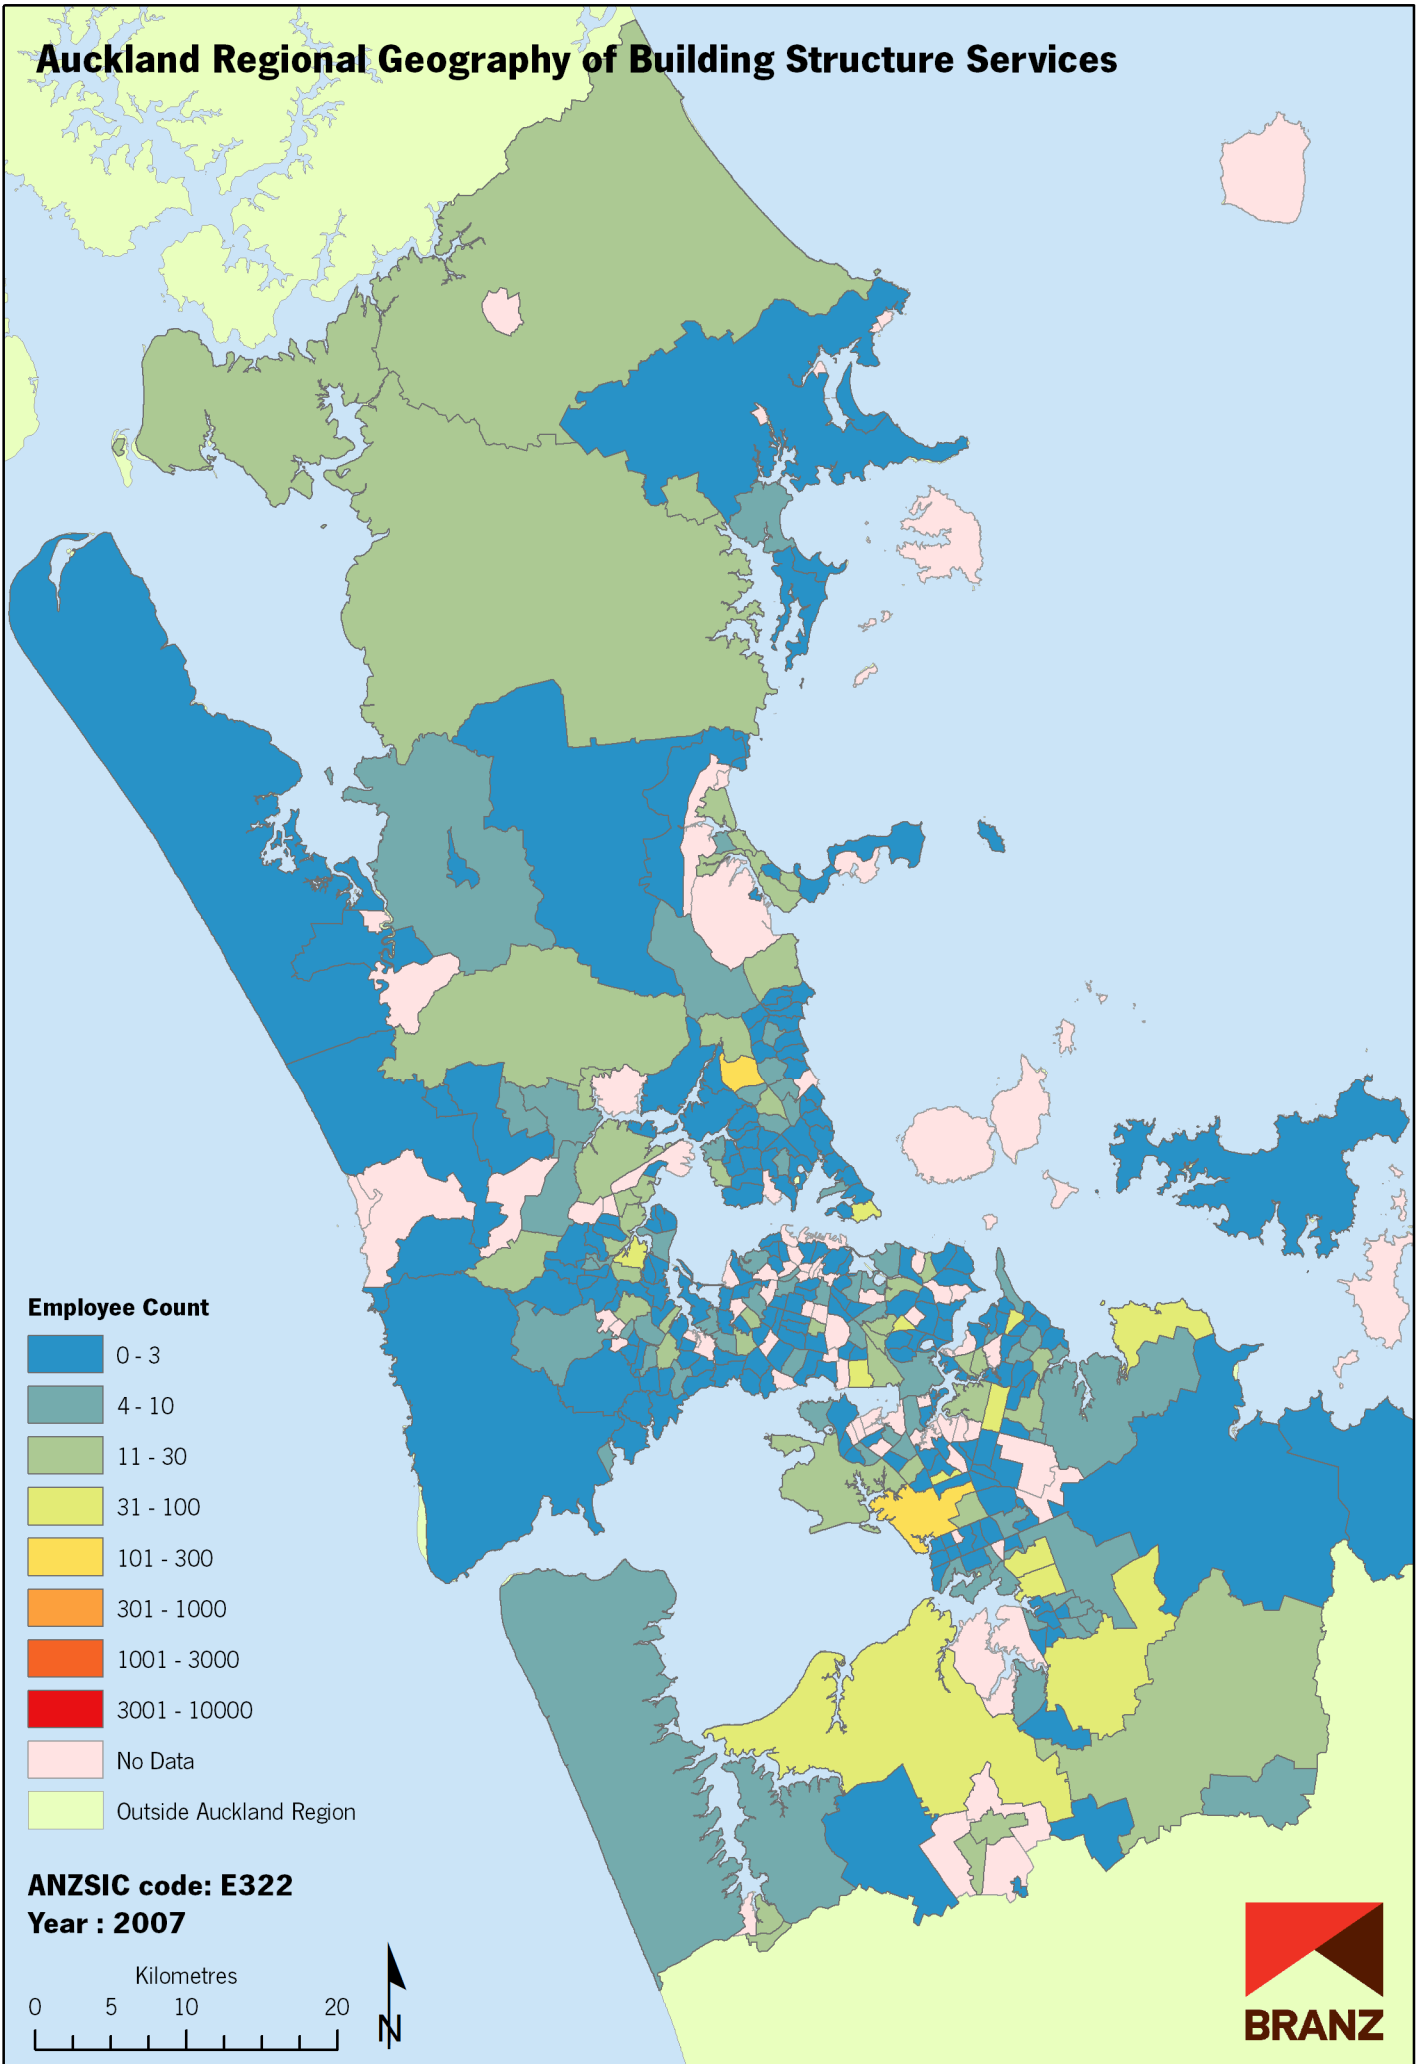 Auckland Regional Geography of Building Structure Services
Employee Count
0 - 3
4 - 10
11 - 30
31 - 100
101 - 300
301 - 1000
1001 - 3000
3001 - 10000
No Data
Outside Auckland Region
ANZSIC code: E322
Year : 2007
Kilometres
0 5 10 20
N
BRANZ